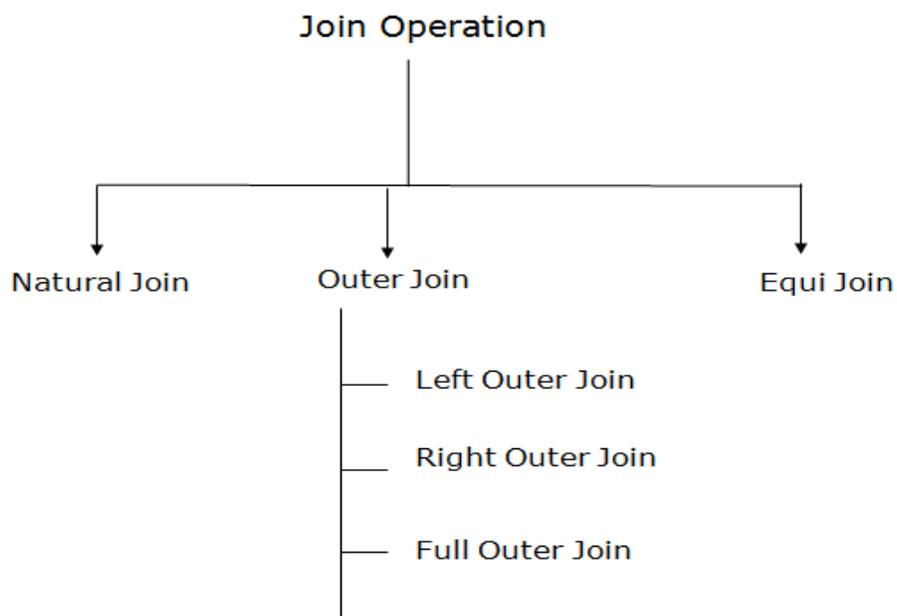 Join Operation
Natural Join
Outer Join
Equi Join
Left Outer Join
Right Outer Join
Full Outer Join